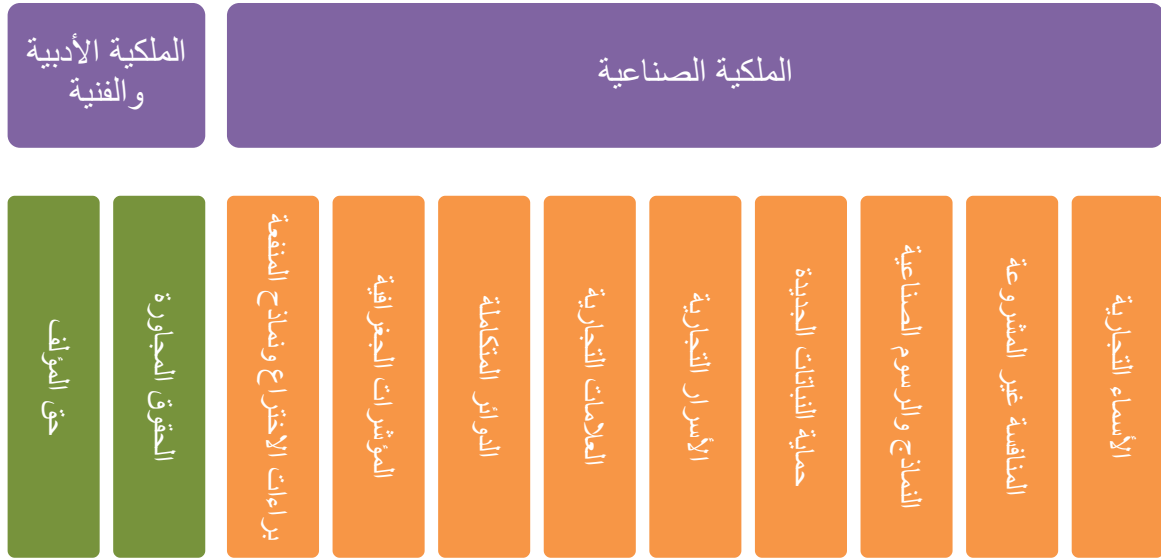 الملكية الصناعية
الملكية الأدبية
والفنية
الأسماء التجارية
المنافسة غير المشروعة
النماذج والرسوم الصناعية
حماية النباتات الجديدة
الأسرار التجارية
العلامات التجارية
الدوائر المتكاملة
المؤشرات الجغرافية
براءات الاختراع ونماذج المنفعة
الحقوق المجاورة
حق المؤلف